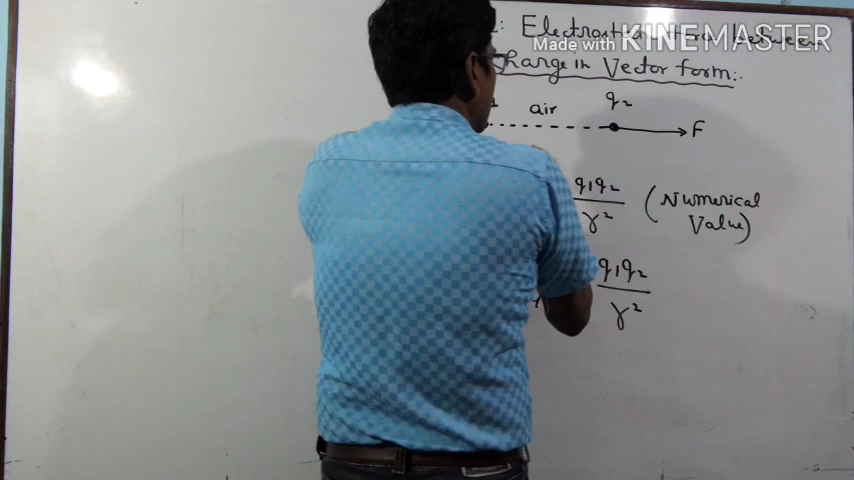 Made with KINEMASTER
Charge in Vector form:.
air q2
F
q1q2 (Numerical
r² Value)
q1q2
r²